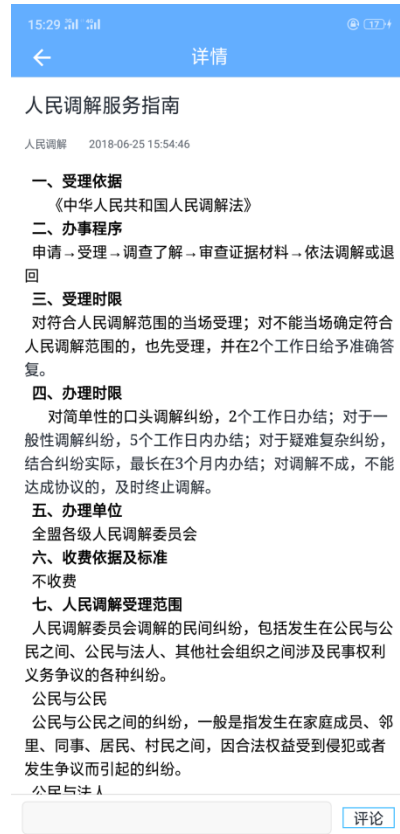 15:29
17
详情
人民调解服务指南
人民调解 2018-06-25 15:54:46
一、受理依据
《中华人民共和国人民调解法》
二、办事程序
申请→受理→调查了解→审查证据材料→依法调解或退
回
三、受理时限
对符合人民调解范围的当场受理；对不能当场确定符合
人民调解范围的，也先受理，并在2个工作日给予准确答
复。
四、办理时限
对简单性的口头调解纠纷，2个工作日办结；对于一
般性调解纠纷，5个工作日内办结；对于疑难复杂纠纷，
结合纠纷实际，最长在3个月内办结；对调解不成，不能
达成协议的，及时终止调解。
五、办理单位
全盟各级人民调解委员会
六、收费依据及标准
不收费
七、人民调解受理范围
人民调解委员会调解的民间纠纷，包括发生在公民与公
民之间、公民与法人、其他社会组织之间涉及民事权利
义务争议的各种纠纷。
公民与公民
公民与公民之间的纠纷，一般是指发生在家庭成员、邻
里、同事、居民、村民之间，因合法权益受到侵犯或者
发生争议而引起的纠纷。
公民与法人
评论